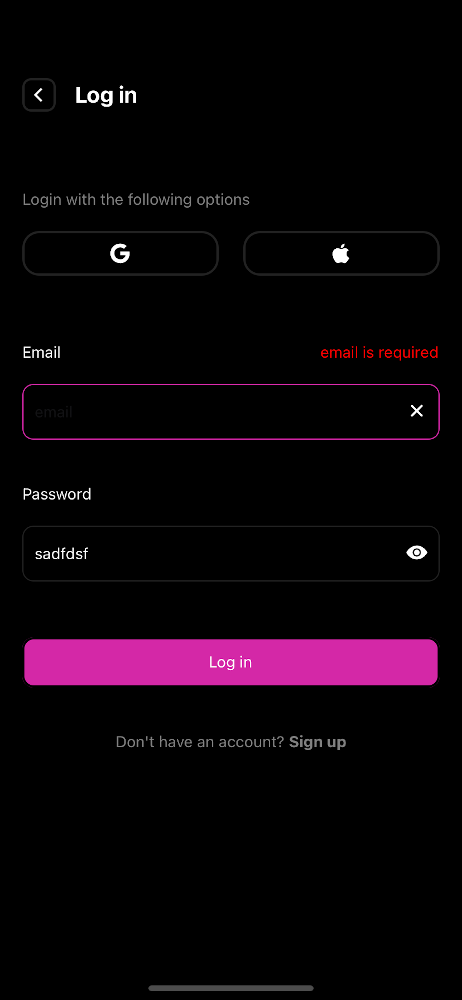 Log in
Login with the following options
Email
email is required
email
Password
sadfdsf
Log in
Don't have an account? Sign up